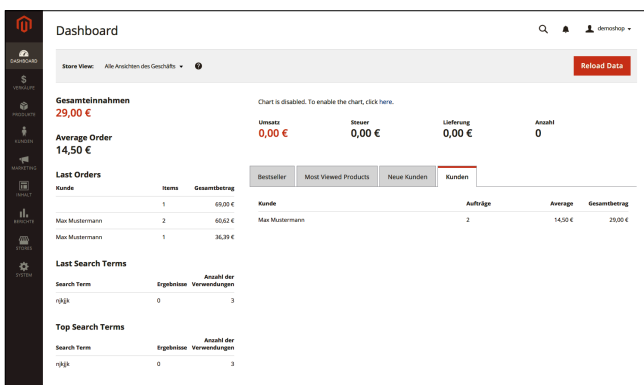 Dashboard
demoshop
DASHBOARD
VERKÄUFE
PRODUKTE
KUNDEN
MARKETING
INHALT
BERICHTE
STORES
SYSTEM
Store View: Alle Ansichten des Geschäfts
Reload Data
Gesamteinnahmen
29,00 €
Average Order
14,50 €
Chart is disabled. To enable the chart, click here.
Umsatz Steuer Lieferung Anzahl
0,00 € 0,00 € 0,00 € 0
Last Orders
Kunde Items Gesamtbetrag
1 69,00 €
Max Mustermann 2 60,62 €
Max Mustermann 1 36,39 €
Bestseller Most Viewed Products Neue Kunden Kunden
Kunde Aufträge Average Gesamtbetrag
Max Mustermann 2 14,50 € 29,00 €
Last Search Terms
Search Term Ergebnisse Anzahl der
Verwendungen
njkjjk 0 3
Top Search Terms
Search Term Ergebnisse Anzahl der
Verwendungen
njkjjk 0 3